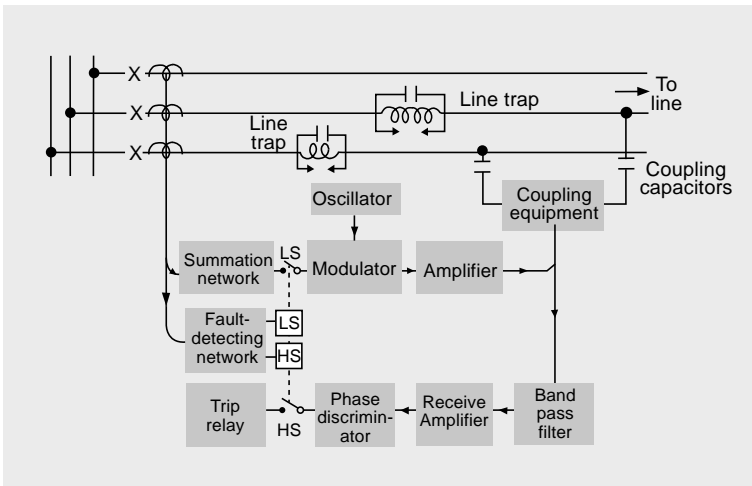 X
X
X
Line trap
To
line
Line
trap
Coupling
capacitors
Oscillator
Coupling
equipment
Summation
network
LS
Modulator
Amplifier
Fault-
detecting
network
LS
HS
Trip
relay
HS
Phase
discrimin-
ator
Receive
Amplifier
Band
pass
filter